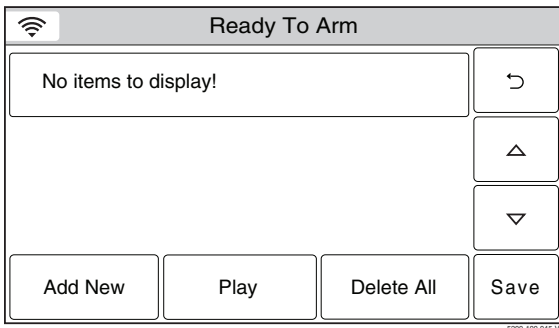 Ready To Arm
No items to display!
Add New
Play
Delete All
Save